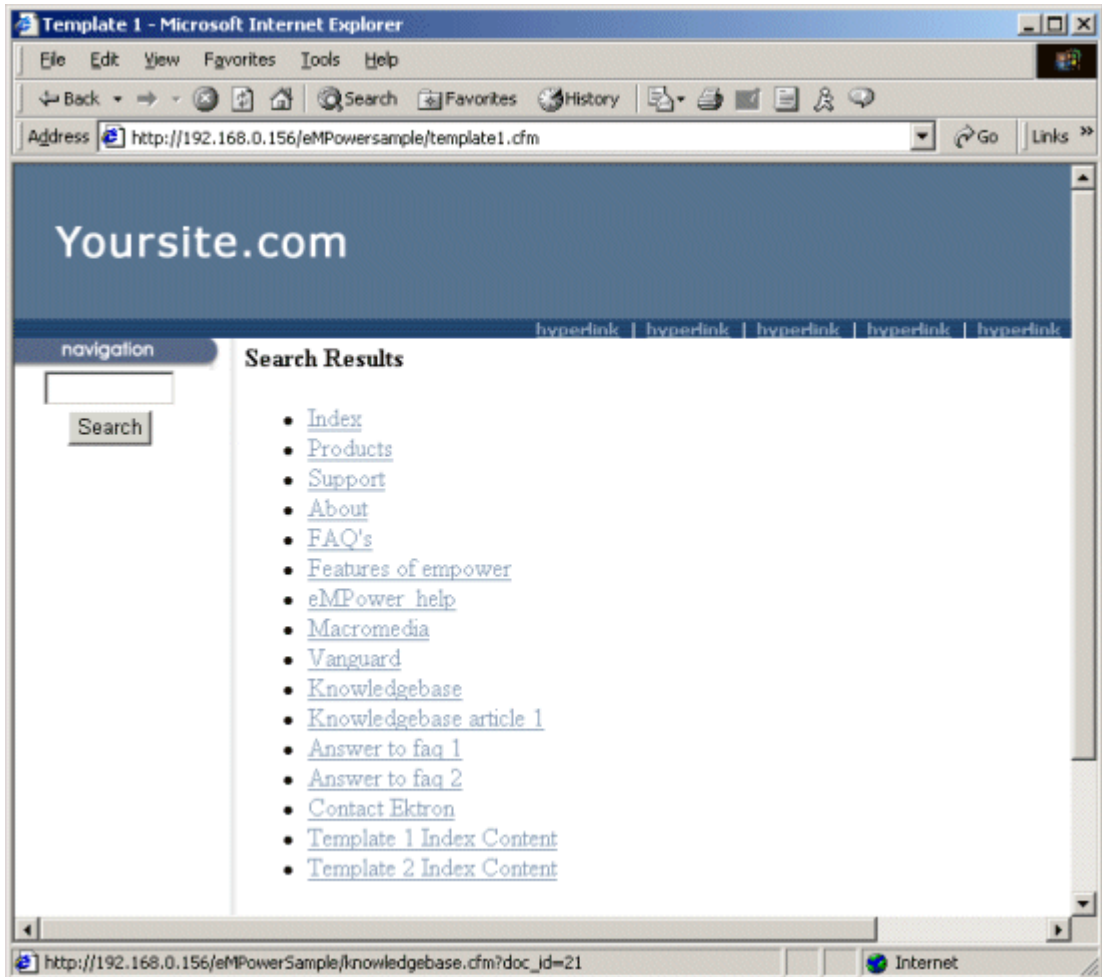 Template 1 - Microsoft Internet Explorer
File Edit View Favorites Tools Help
Back Search Favorites History
Address http://192.168.0.156/eMPowersample/template1.cfm Go Links »
Yoursite.com
hyperlink | hyperlink | hyperlink | hyperlink | hyperlink
navigation
Search Results
Search
Index
Products
Support
About
FAQ's
Features of empower
eMPower help
Macromedia
Vanguard
Knowledgebase
Knowledgebase article 1
Answer to faq 1
Answer to faq 2
Contact Ektron
Template 1 Index Content
Template 2 Index Content
http://192.168.0.156/eMPowerSample/knowledgebase.cfm?doc_id=21 Internet